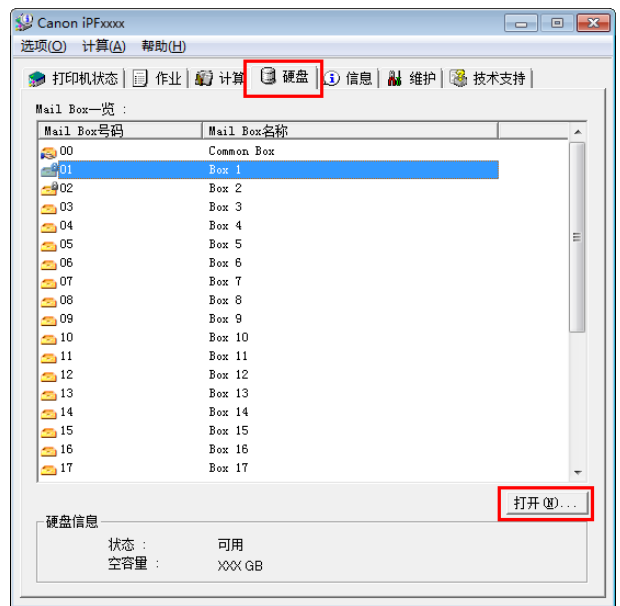 Canon iPFxxxx
选项(O) 计算(A) 帮助(H)
打印机状态 作业 计算 硬盘 信息 维护 技术支持
Mail Box一览 :
Mail Box号码 Mail Box名称
00 Common Box
01 Box 1
02 Box 2
03 Box 3
04 Box 4
05 Box 5
06 Box 6
07 Box 7
08 Box 8
09 Box 9
10 Box 10
11 Box 11
12 Box 12
13 Box 13
14 Box 14
15 Box 15
16 Box 16
17 Box 17
打开(N)...
硬盘信息
状态 : 可用
空容量 : XXX GB